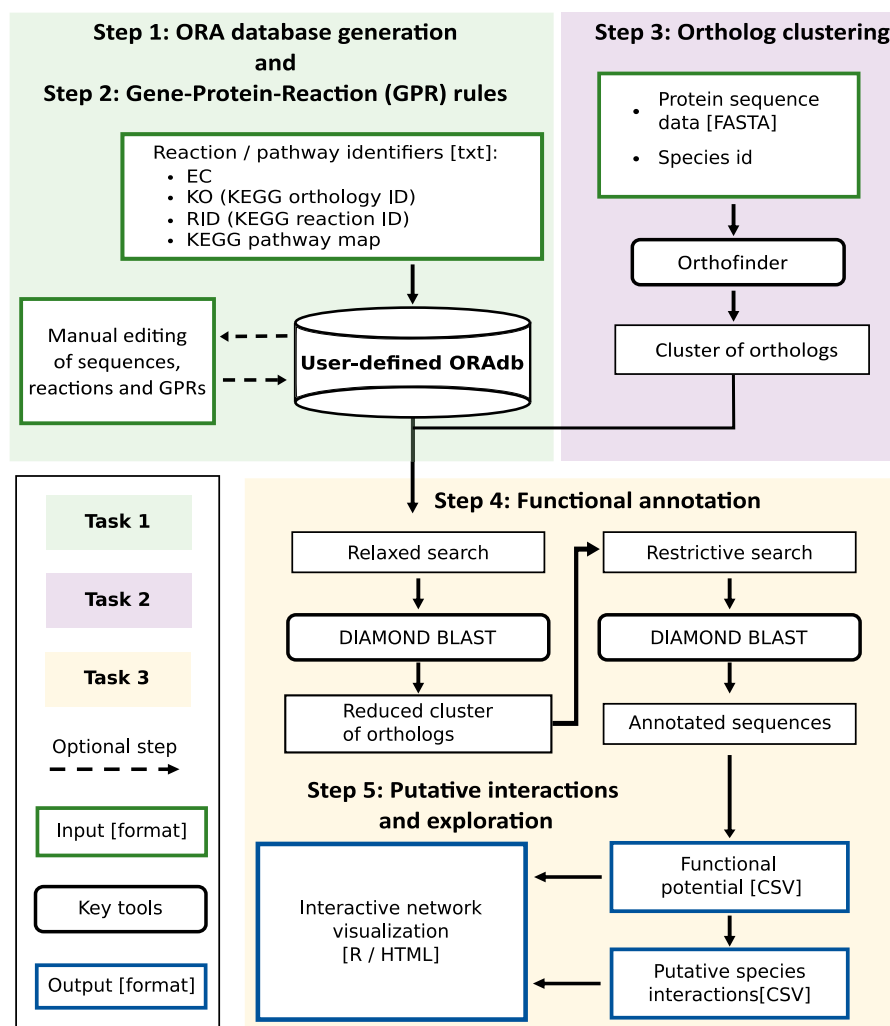 Step 1: ORA database generation
and
Step 2: Gene-Protein-Reaction (GPR) rules
Reaction / pathway identifiers [txt]:
• EC
• KO (KEGG orthology ID)
• RID (KEGG reaction ID)
• KEGG pathway map
Manual editing
of sequences,
reactions and GPRs
User-defined ORAdb
Step 3: Ortholog clustering
• Protein sequence
data [FASTA]
• Species id
Orthofinder
Cluster of orthologs
Task 1
Task 2
Task 3
Optional step
Input [format]
Key tools
Output [format]
Step 4: Functional annotation
Relaxed search
DIAMOND BLAST
Reduced cluster
of orthologs
Restrictive search
DIAMOND BLAST
Annotated sequences
Step 5: Putative interactions
and exploration
Functional
potential [CSV]
Putative species
interactions[CSV]
Interactive network
visualization
[R / HTML]